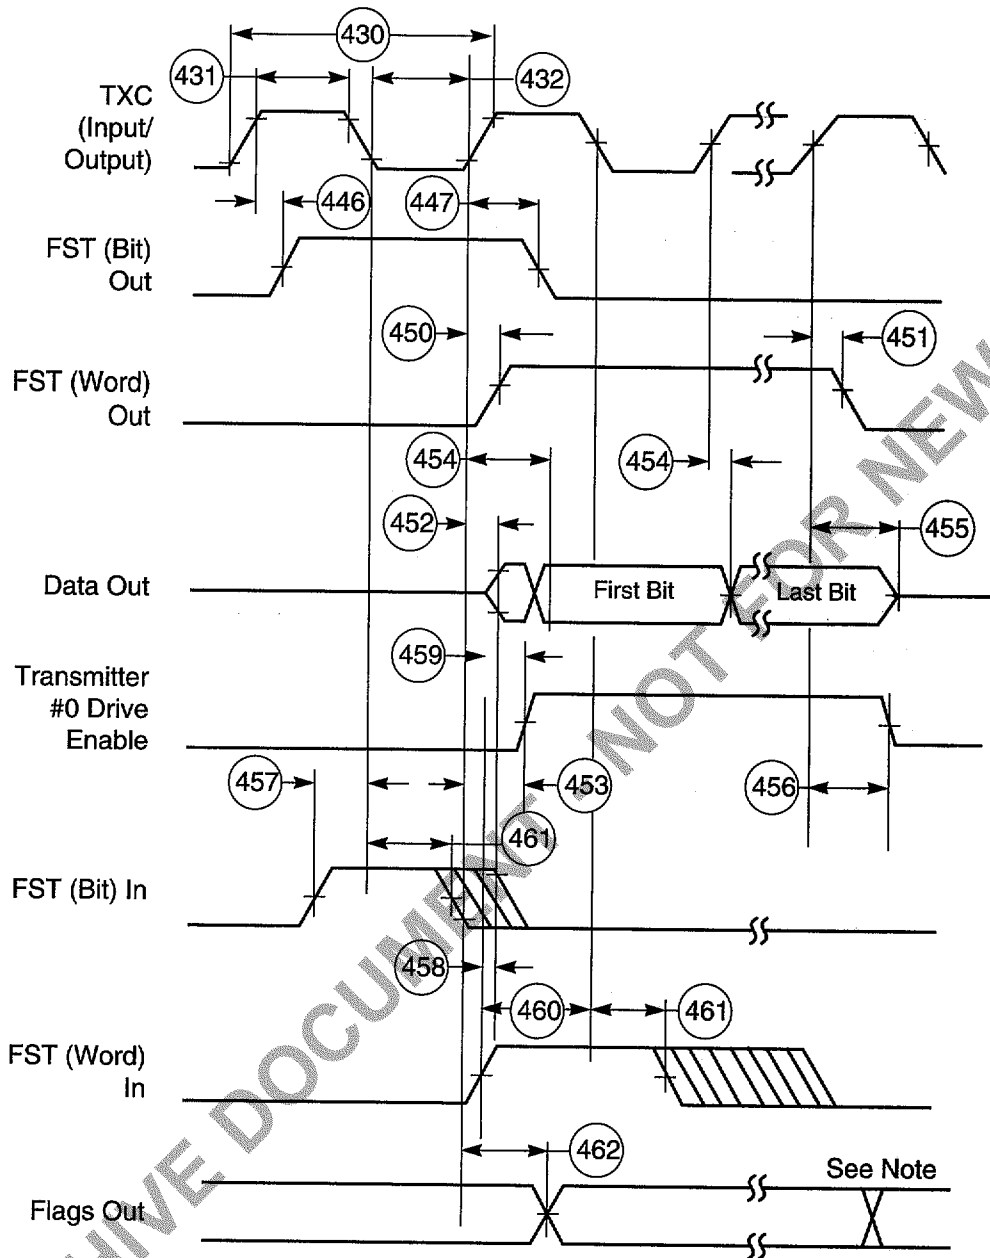 430
431
432
TXC
(Input/
Output)
446
447
FST (Bit)
Out
450
451
FST (Word)
Out
454
454
452
455
Data Out
First Bit
Last Bit
459
Transmitter
#0 Drive
Enable
457
453
456
461
FST (Bit) In
458
460
461
FST (Word)
In
462
See Note
Flags Out
HIVE DOCUMENT - NOT FOR NEW